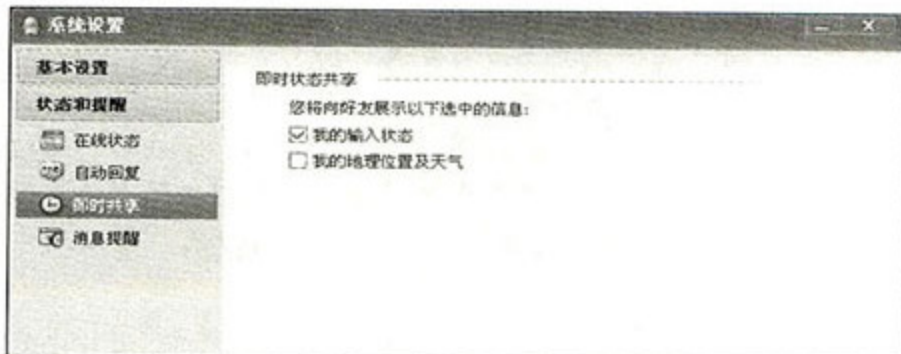 系统设置
基本设置
状态和提醒
在线状态
自动回复
即时共享
消息提醒
即时状态共享
您将向好友展示以下选中的信息:
我的输入状态
我的地理位置及天气